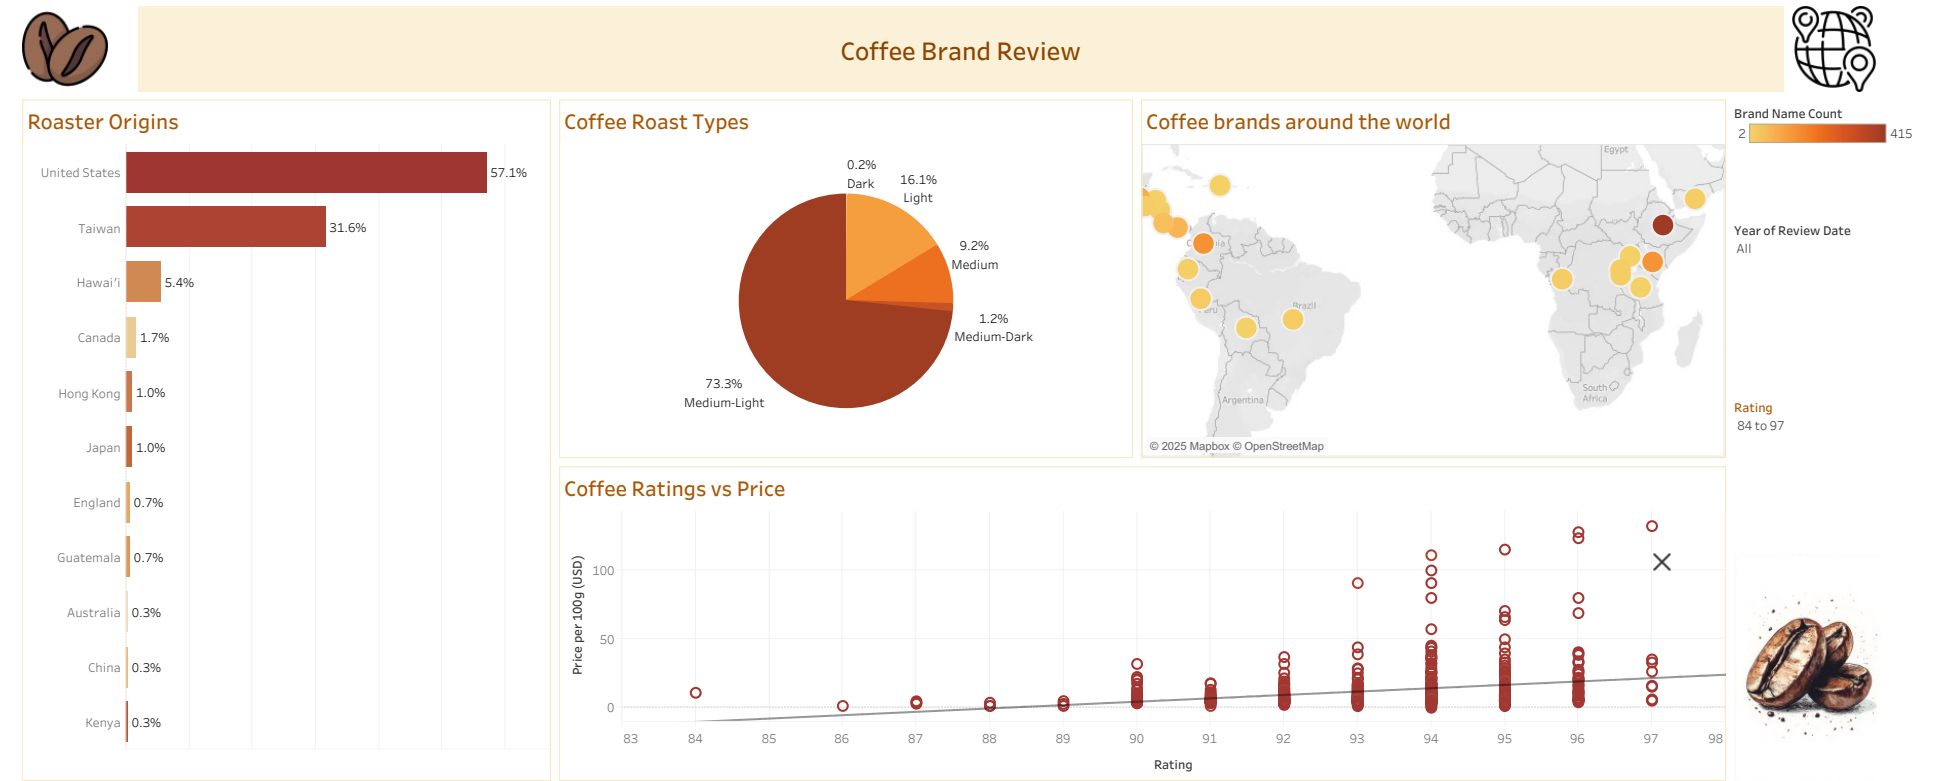 Coffee Brand Review
Roaster Origins
United States 57.1%
Taiwan 31.6%
Hawai'i 5.4%
Canada 1.7%
Hong Kong 1.0%
Japan 1.0%
England 0.7%
Guatemala 0.7%
Australia 0.3%
China 0.3%
Kenya 0.3%
Coffee Roast Types
0.2%
Dark
16.1%
Light
9.2%
Medium
1.2%
Medium-Dark
73.3%
Medium-Light
Coffee brands around the world
Egypt
Brazil
South
Africa
Argentina
© 2025 Mapbox © OpenStreetMap
Brand Name Count
2 415
Year of Review Date
All
Rating
84 to 97
Coffee Ratings vs Price
Price per 100g (USD)
100
50
0
83 84 85 86 87 88 89 90 91 92 93 94 95 96 97 98
Rating